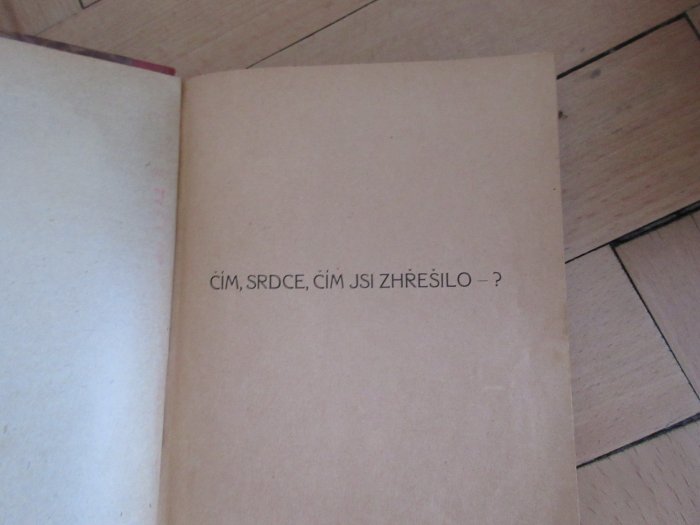 ČÍM, SRDCE, ČÍM JSI ZHŘEŠILO – ?